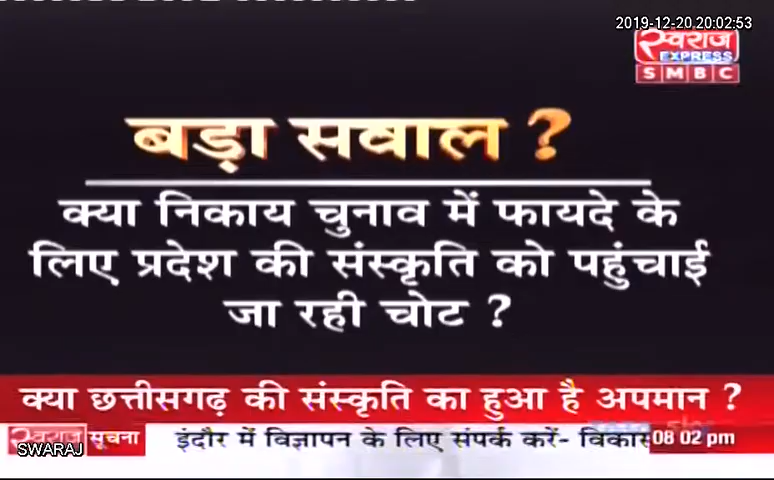 2019-12-20 20:02:53
स्वराज
EXPRESS
SMBC
बड़ा सवाल ?
क्या निकाय चुनाव में फायदे के
लिए प्रदेश की संस्कृति को पहुंचाई
जा रही चोट ?
क्या छत्तीसगढ़ की संस्कृति का हुआ है अपमान ?
स्वराज सूचना इंदौर में विज्ञापन के लिए संपर्क करें- विकास 08 02 pm
SWARAJ